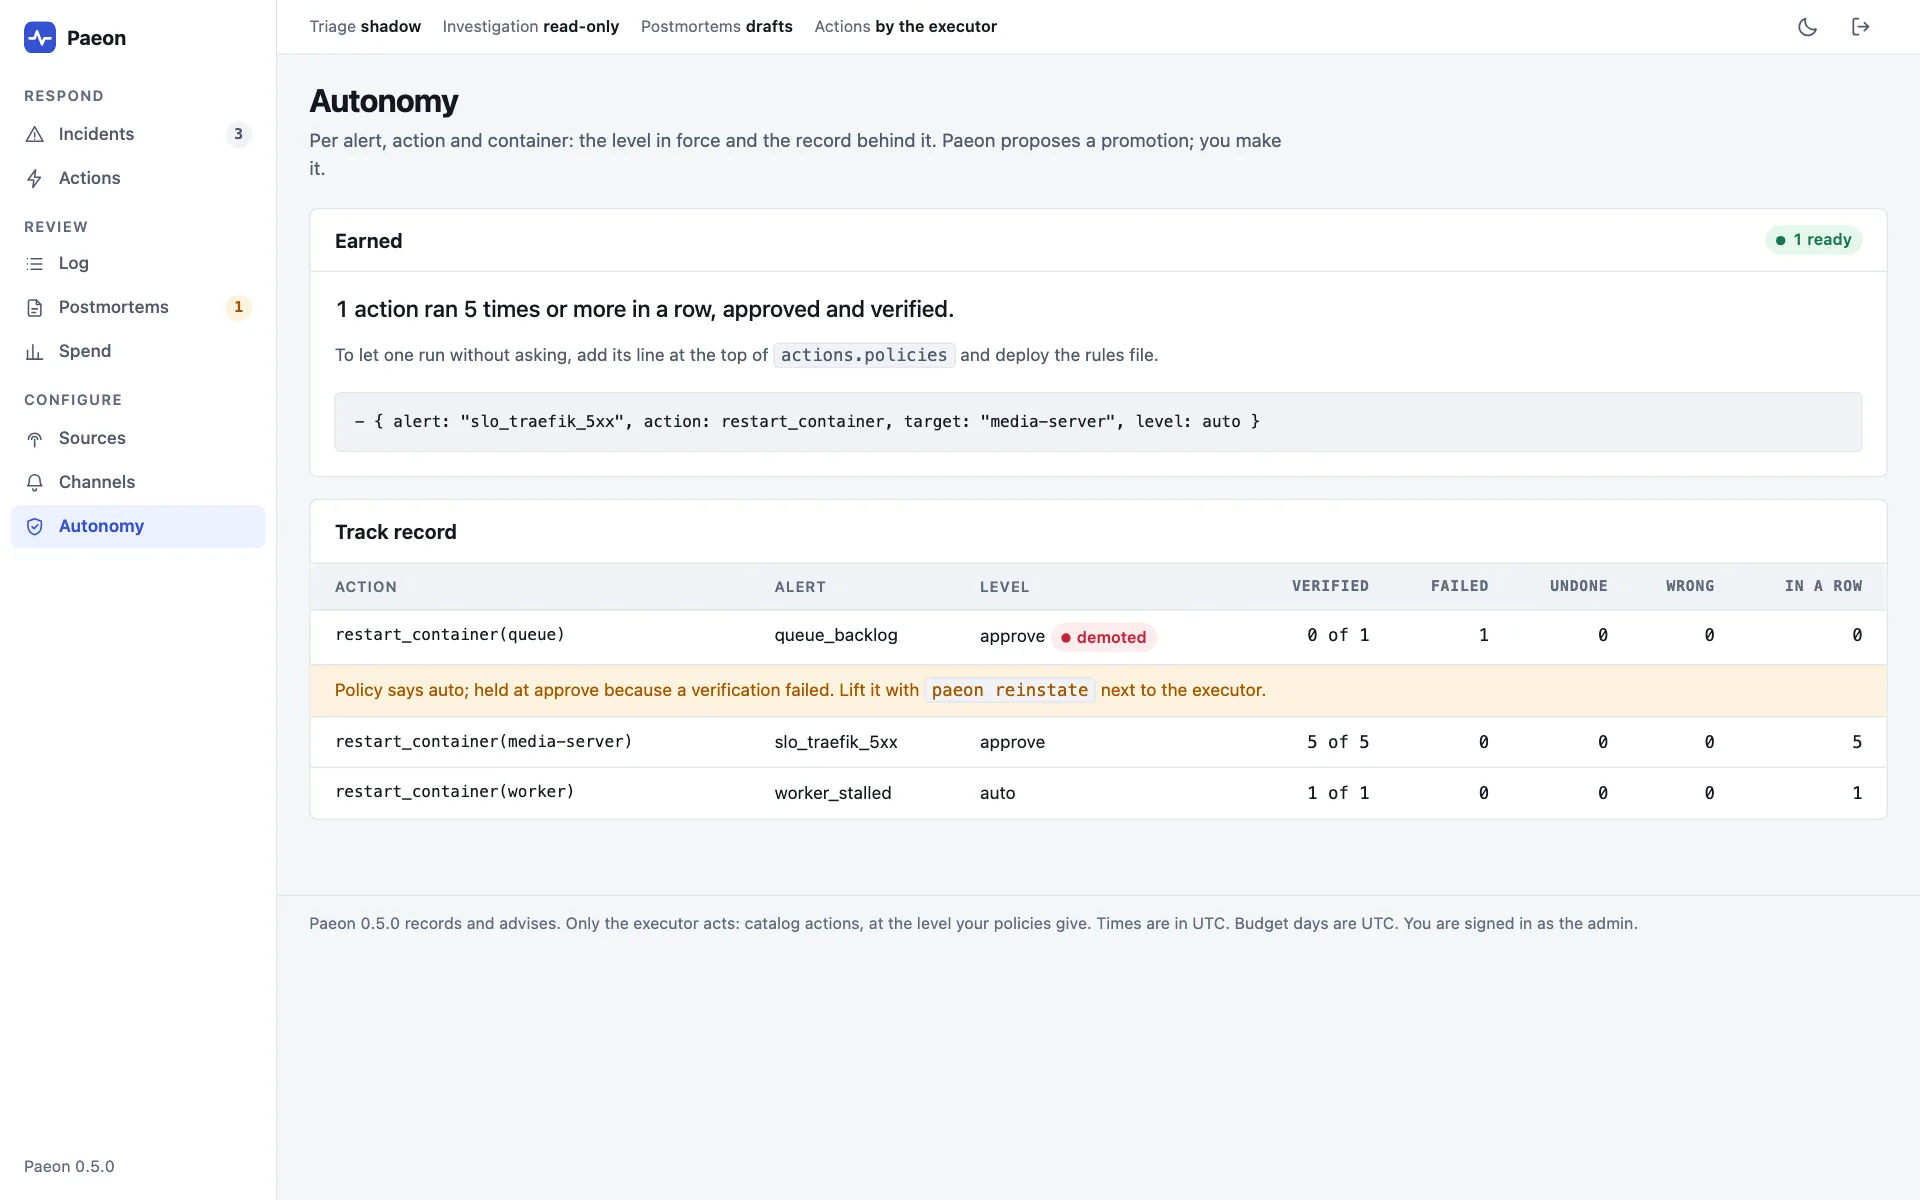 Paeon
Triage shadow Investigation read-only Postmortems drafts Actions by the executor
RESPOND
Incidents 3
Actions
REVIEW
Log
Postmortems 1
Spend
CONFIGURE
Sources
Channels
Autonomy
Paeon 0.5.0
Autonomy
Per alert, action and container: the level in force and the record behind it. Paeon proposes a promotion; you make
it.
Earned 1 ready
1 action ran 5 times or more in a row, approved and verified.
To let one run without asking, add its line at the top of actions.policies and deploy the rules file.
- { alert: "slo_traefik_5xx", action: restart_container, target: "media-server", level: auto }
Track record
ACTION ALERT LEVEL VERIFIED FAILED UNDONE WRONG IN A ROW
restart_container(queue) queue_backlog approve demoted 0 of 1 1 0 0 0
Policy says auto; held at approve because a verification failed. Lift it with paeon reinstate next to the executor.
restart_container(media-server) slo_traefik_5xx approve 5 of 5 0 0 0 5
restart_container(worker) worker_stalled auto 1 of 1 0 0 0 1
Paeon 0.5.0 records and advises. Only the executor acts: catalog actions, at the level your policies give. Times are in UTC. Budget days are UTC. You are signed in as the admin.